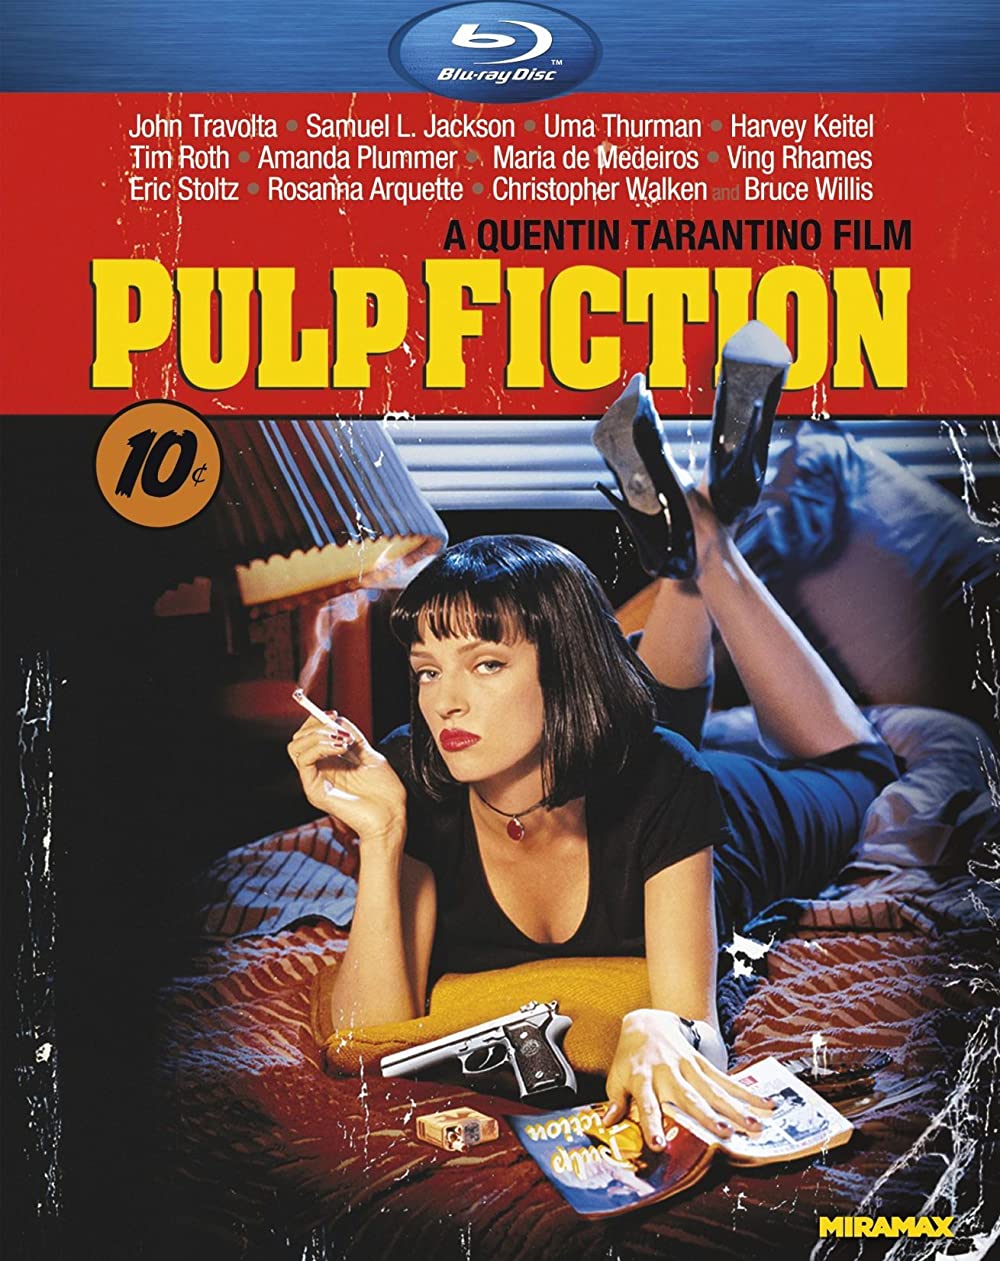 Blu-ray Disc™
John Travolta • Samuel L. Jackson • Uma Thurman • Harvey Keitel
Tim Roth • Amanda Plummer • Maria de Medeiros • Ving Rhames
Eric Stoltz • Rosanna Arquette • Christopher Walken and Bruce Willis
A QUENTIN TARANTINO FILM
PULP FICTION
10¢
Pulp
Fiction
MIRAMAX